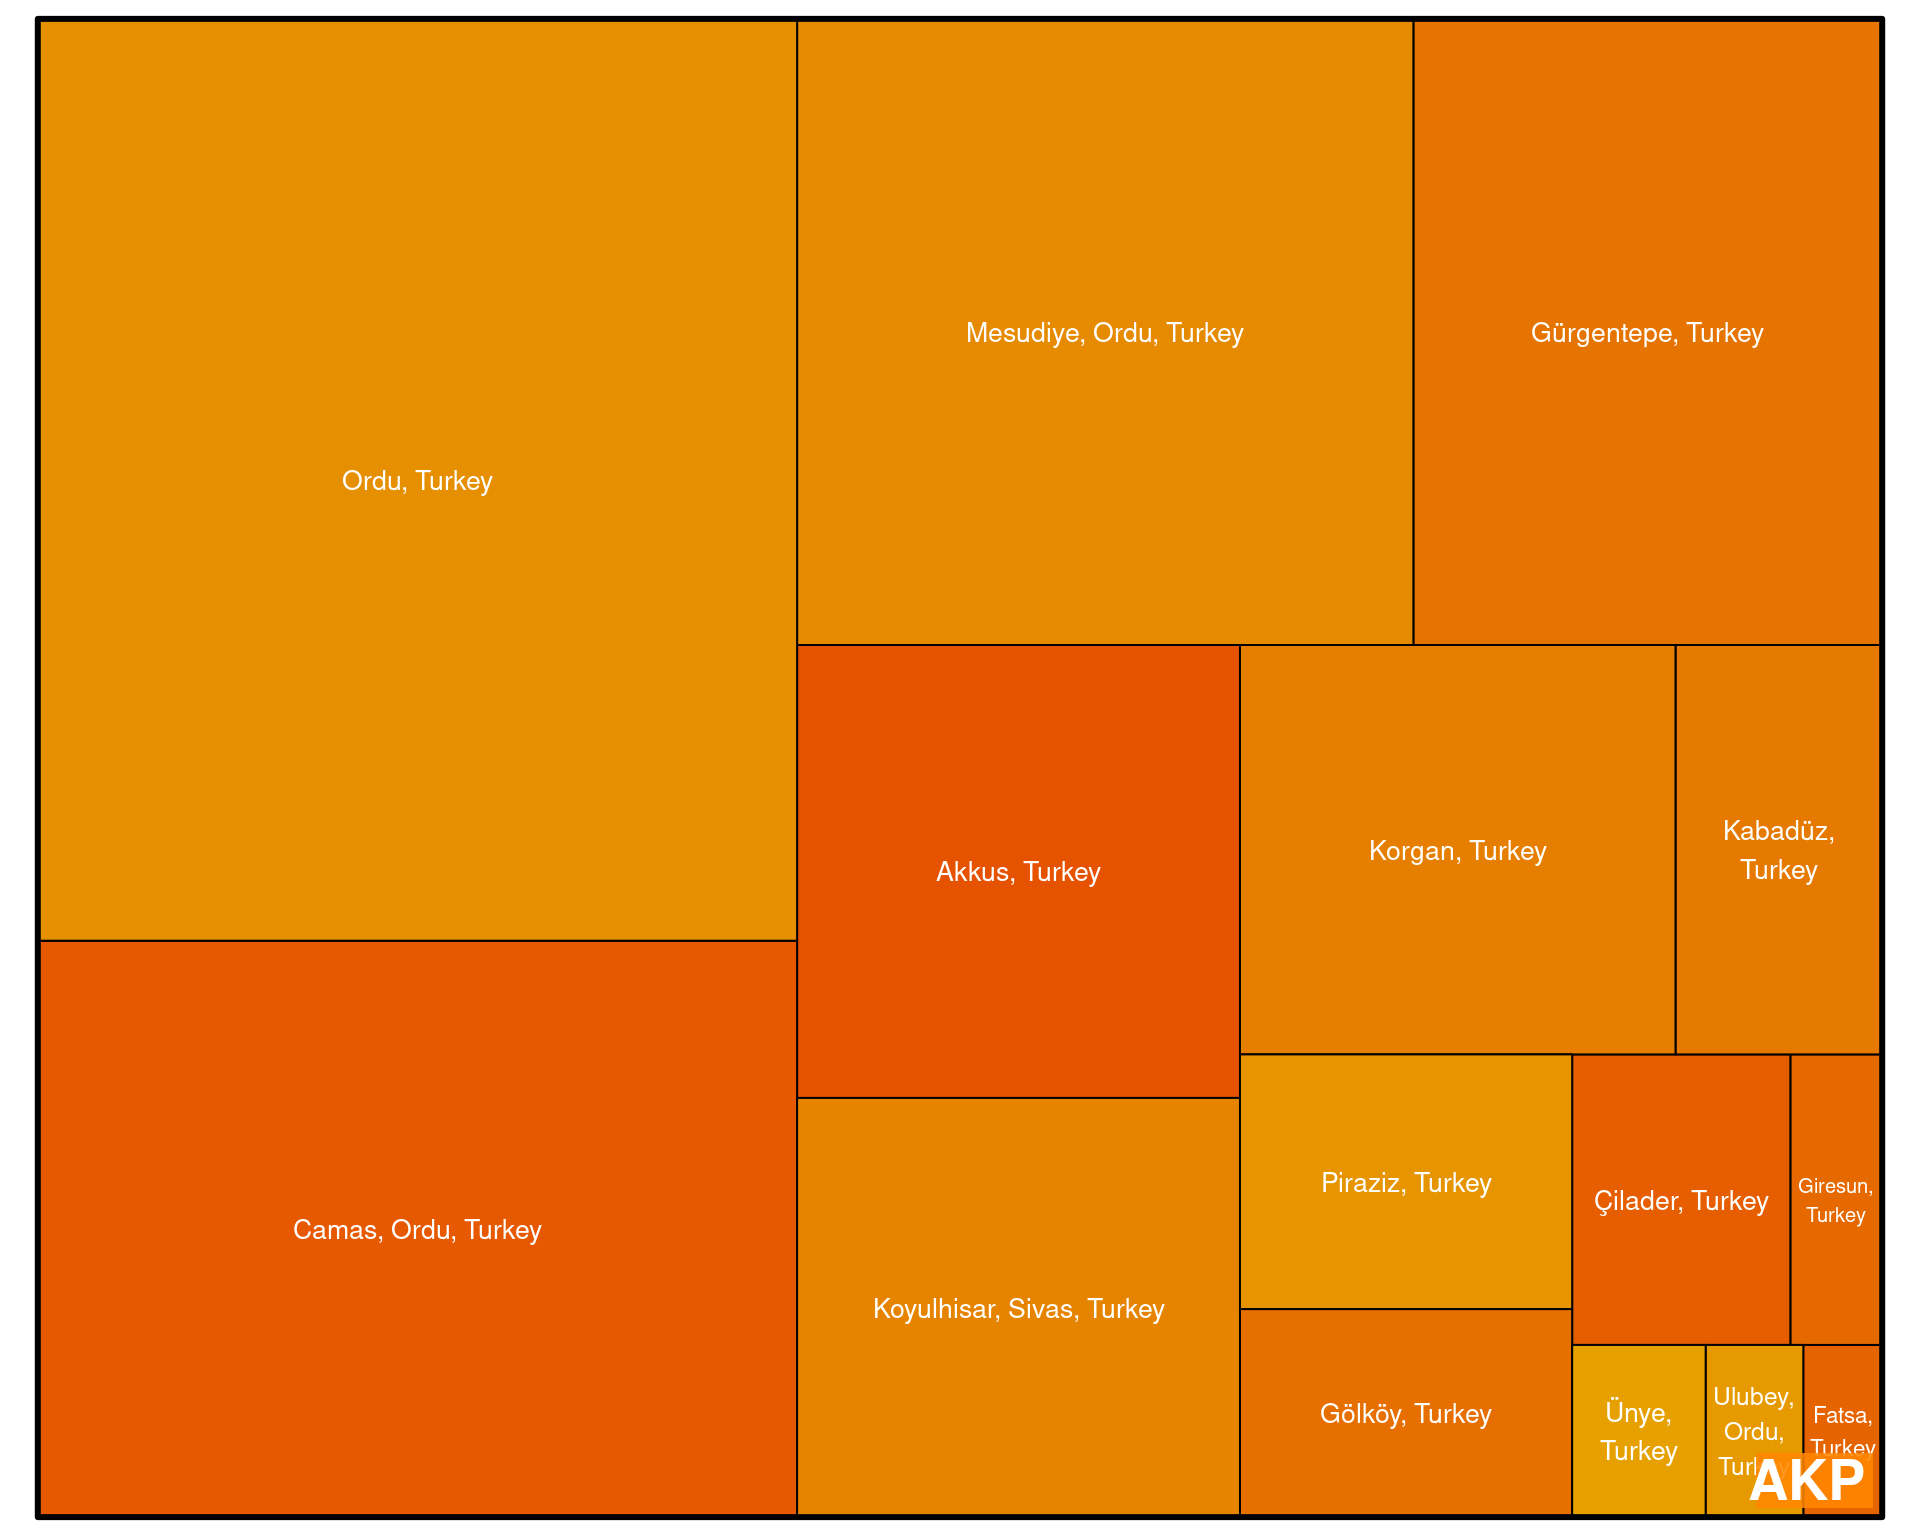 Ordu, Turkey
Mesudiye, Ordu, Turkey
Gürgentepe, Turkey
Camas, Ordu, Turkey
Akkus, Turkey
Koyulhisar, Sivas, Turkey
Korgan, Turkey
Kabadüz,
Turkey
Piraziz, Turkey
Gölköy, Turkey
Çilader, Turkey
Giresun,
Turkey
Ünye,
Turkey
Ulubey,
Ordu,
Fatsa,
Turkey
AKP